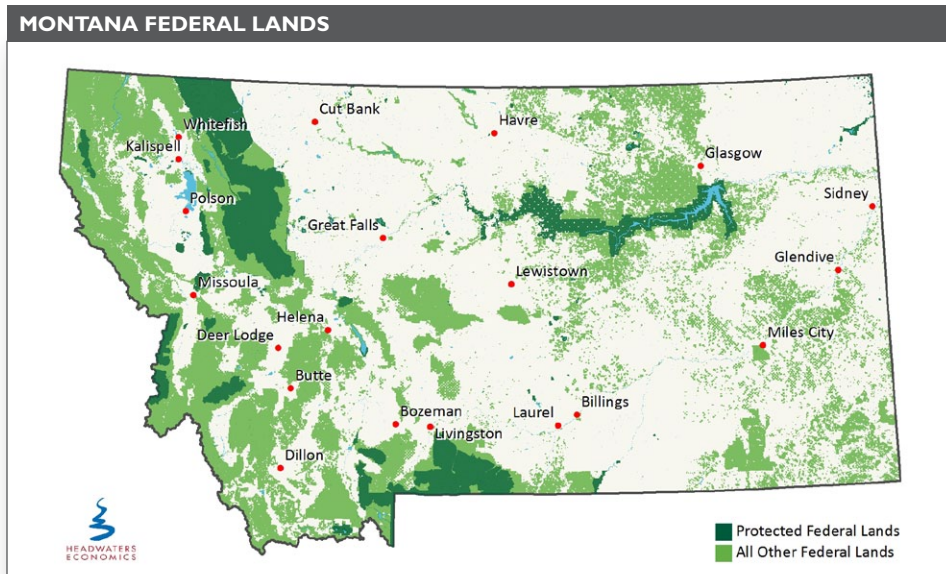 MONTANA FEDERAL LANDS
Cut Bank
Havre
Whitefish
Kalispell
Glasgow
Polson
Sidney
Great Falls
Glendive
Lewistown
Missoula
Helena
Deer Lodge
Miles City
Butte
Billings
Laurel
Bozeman
Livingston
Dillon
Protected Federal Lands
All Other Federal Lands
HEADWATERS
ECONOMICS